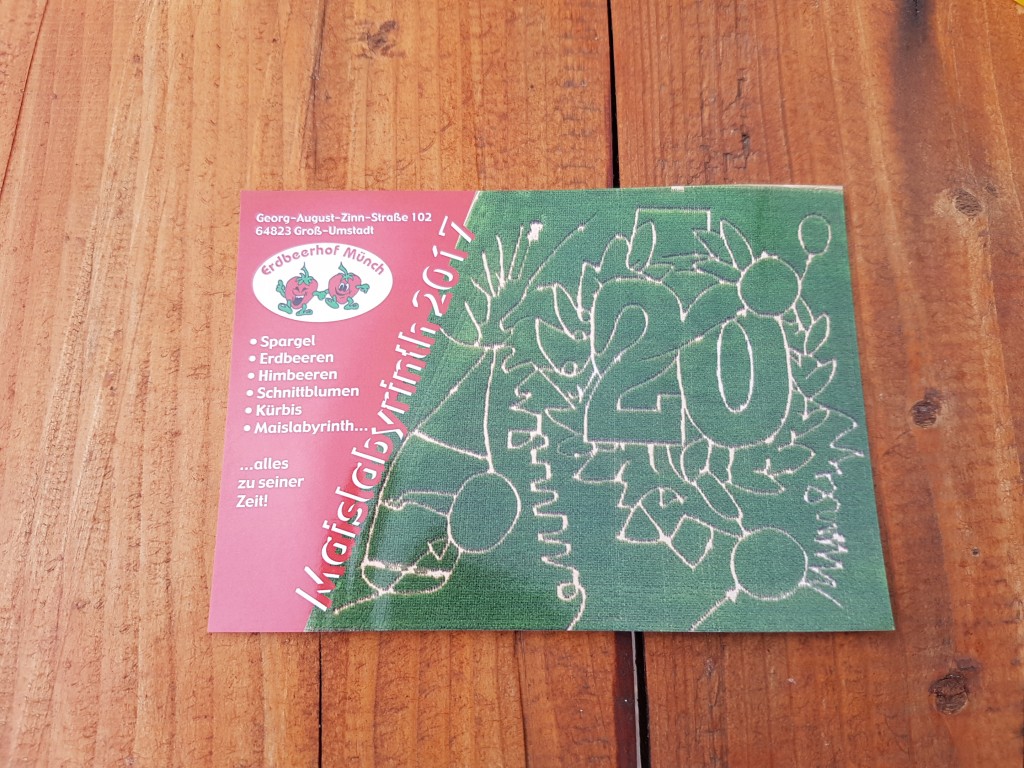 Georg-August-Zinn-Straße 102
64823 Groß-Umstadt
Erdbeerhof Münch
• Spargel
• Erdbeeren
• Himbeeren
• Schnittblumen
• Kürbis
• Maislabyrinth...
...alles
zu seiner
Zeit!
Maislabyrinth 2017
20